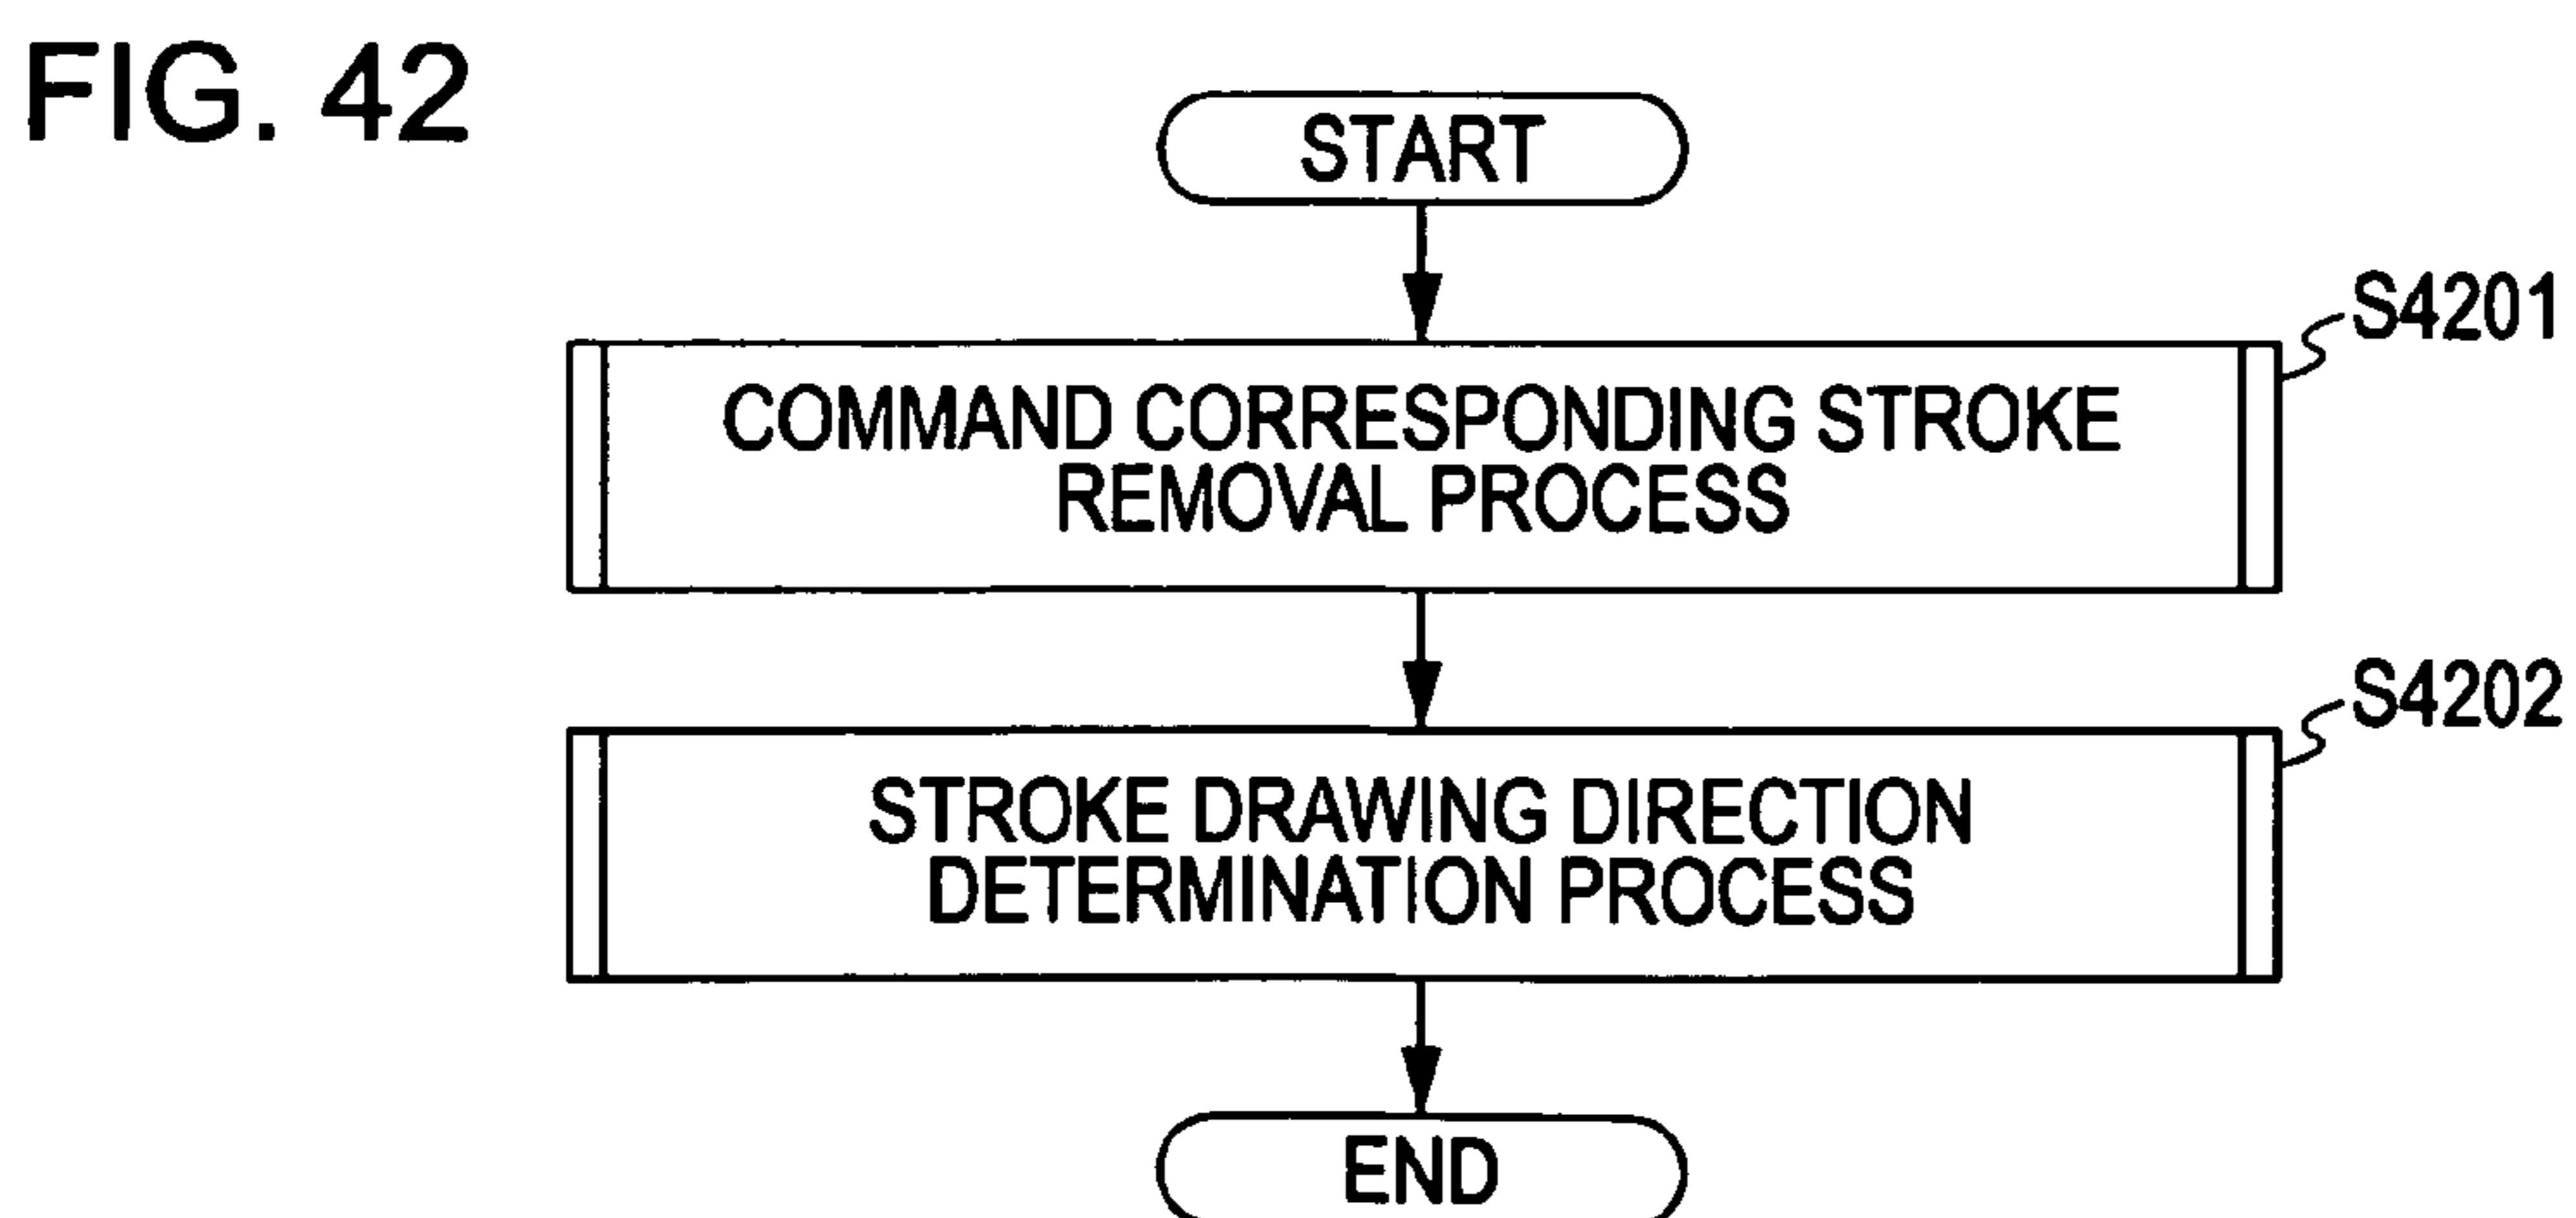 FIG. 42
START
S4201
COMMAND CORRESPONDING STROKE
REMOVAL PROCESS
S4202
STROKE DRAWING DIRECTION
DETERMINATION PROCESS
END